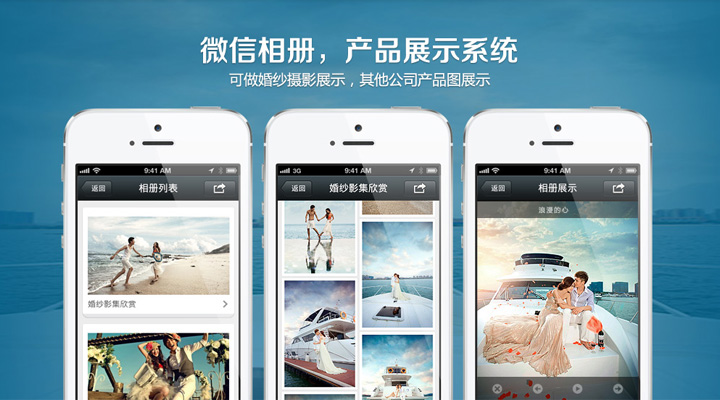 微信相册，产品展示系统
可做婚纱摄影展示，其他公司产品图展示
9:41 AM
返回 相册列表
婚纱影集欣赏
3G 9:41 AM
返回 婚纱影集欣赏
9:41 AM
返回 相册展示
浪漫的心